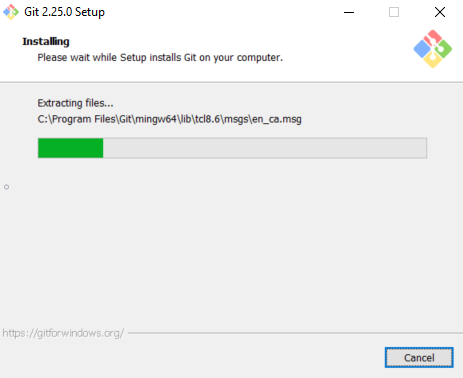 Git 2.25.0 Setup
Installing
Please wait while Setup installs Git on your computer.
Extracting files...
C:\Program Files\Git\mingw64\lib\tcl8.6\msgs\en_ca.msg
https://gitforwindows.org/
Cancel